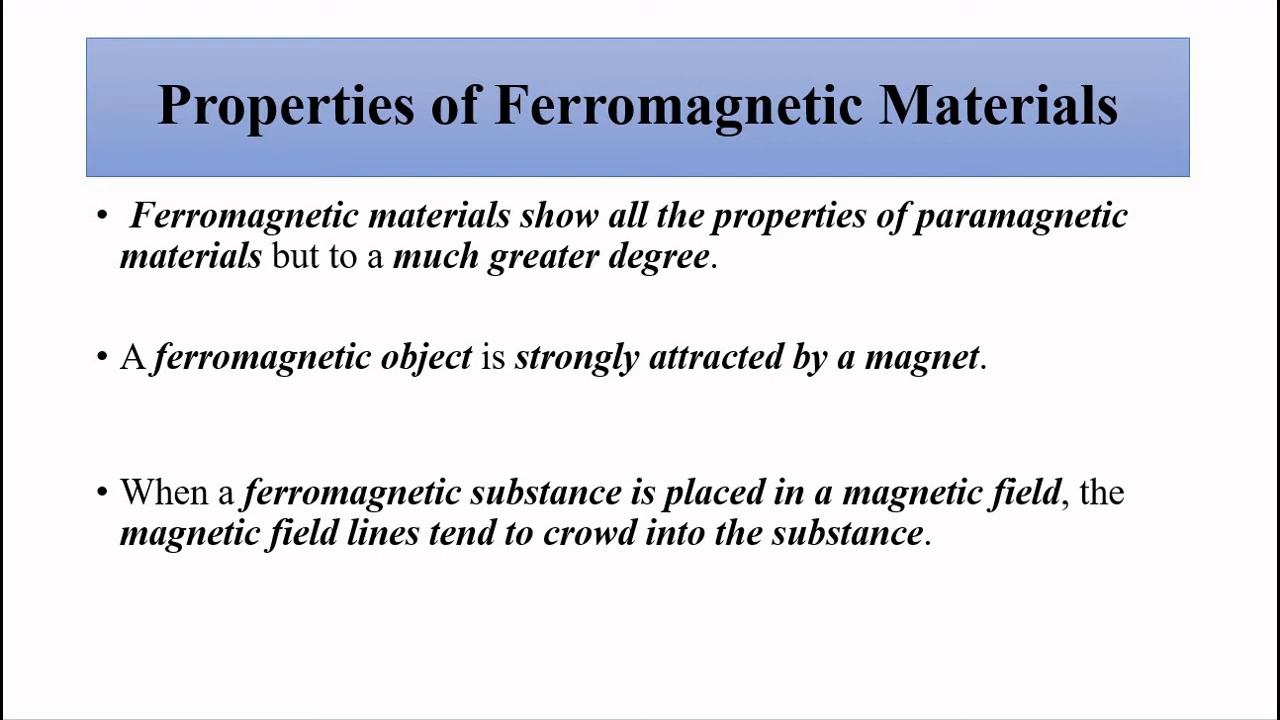 Properties of Ferromagnetic Materials
• Ferromagnetic materials show all the properties of paramagnetic
materials but to a much greater degree.
• A ferromagnetic object is strongly attracted by a magnet.
• When a ferromagnetic substance is placed in a magnetic field, the
magnetic field lines tend to crowd into the substance.